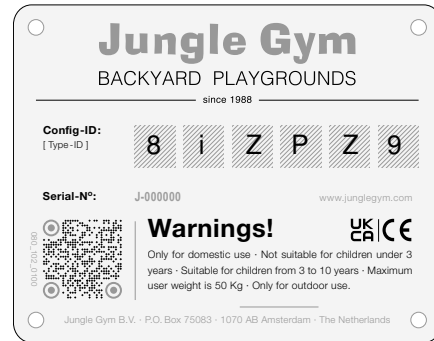 Jungle Gym
BACKYARD PLAYGROUNDS
since 1988
Config-ID:
[ Type-ID ]
8 i Z P Z 9
Serial-Nº:
J-000000
www.junglegym.com
080_102_0100
Warnings!
UK CA CE
Only for domestic use · Not suitable for children under 3
years · Suitable for children from 3 to 10 years · Maximum
user weight is 50 Kg · Only for outdoor use.
Jungle Gym B.V. · P.O. Box 75083 · 1070 AB Amsterdam · The Netherlands